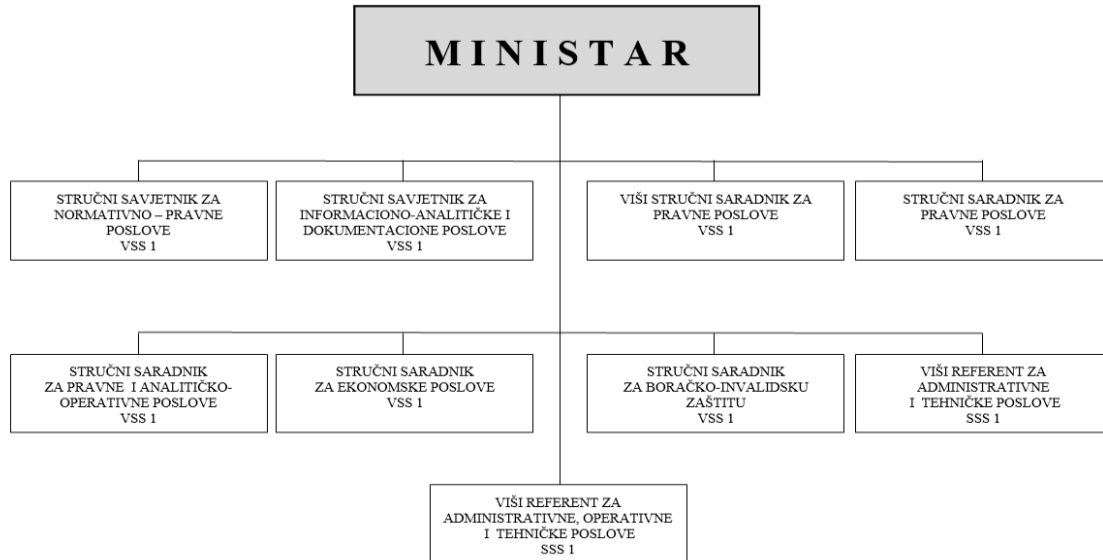 M I N I S T A R
STRUČNI SAVJETNIK ZA
NORMATIVNO – PRAVNE
POSLOVE
VSS 1
STRUČNI SAVJETNIK ZA
INFORMACIONO-ANALITIČKE I
DOKUMENTACIONE POSLOVE
VSS 1
VIŠI STRUČNI SARADNIK ZA
PRAVNE POSLOVE
VSS 1
STRUČNI SARADNIK ZA
PRAVNE POSLOVE
VSS 1
STRUČNI SARADNIK
ZA PRAVNE I ANALITIČKO-
OPERATIVNE POSLOVE
VSS 1
STRUČNI SARADNIK
ZA EKONOMSKE POSLOVE
VSS 1
STRUČNI SARADNIK
ZA BORAČKO-INVALIDSKU
ZAŠTITU
VSS 1
VIŠI REFERENT ZA
ADMINISTRATIVNE
I TEHNIČKE POSLOVE
SSS 1
VIŠI REFERENT ZA
ADMINISTRATIVNE, OPERATIVNE
I TEHNIČKE POSLOVE
SSS 1